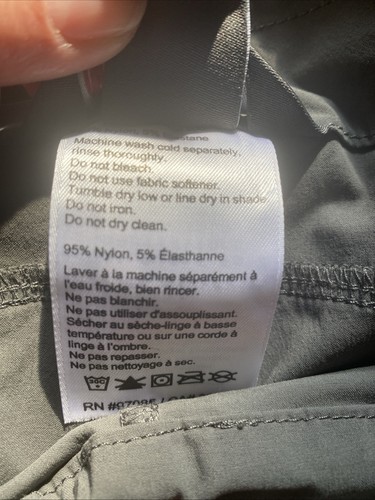 Machine wash cold separately,
rinse thoroughly.
Do not bleach.
Do not use fabric softener.
Tumble dry low or line dry in shade
Do not iron.
Do not dry clean.
95% Nylon, 5% Élasthanne
Laver à la machine séparément à
l'eau froide, bien rincer.
Ne pas blanchir.
Ne pas utiliser d'assouplissant.
Sécher au sèche-linge à basse
température ou sur une corde à
linge à l'ombre.
Ne pas repasser.
Ne pas nettoyage à sec.
RN